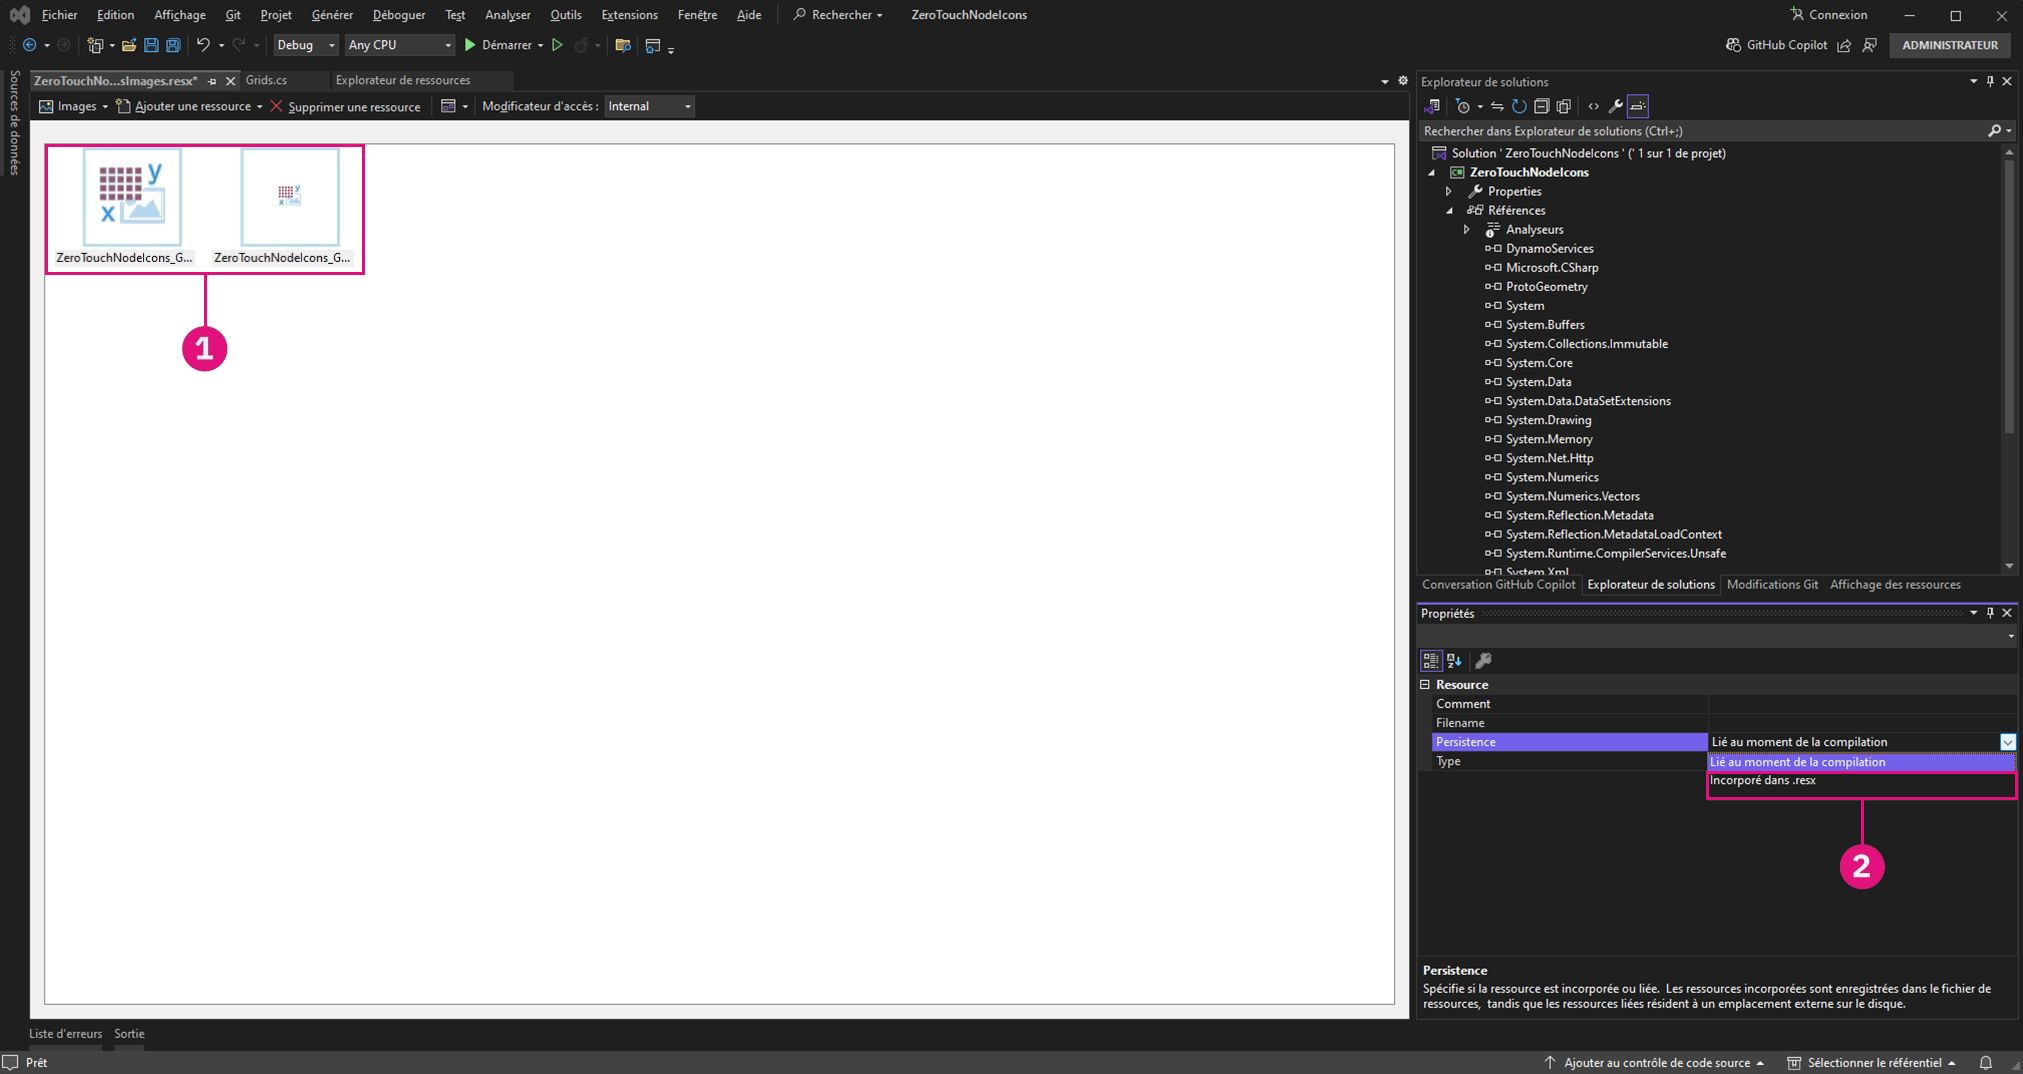 Fichier Edition Affichage Git Projet Générer Déboguer Test Analyser Outils Extensions Fenêtre Aide Rechercher ZeroTouchNodeIcons Connexion
Debug Any CPU Démarrer GitHub Copilot ADMINISTRATEUR
Sources de données
ZeroTouchNo...sImages.resx* Grids.cs Explorateur de ressources
Images Ajouter une ressource Supprimer une ressource Modificateur d'accès : Internal
ZeroTouchNodeIcons_G... ZeroTouchNodeIcons_G...
1
Explorateur de solutions
Rechercher dans Explorateur de solutions (Ctrl+;)
Solution ' ZeroTouchNodeIcons ' (' 1 sur 1 de projet)
ZeroTouchNodeIcons
Properties
Références
Analyseurs
DynamoServices
Microsoft.CSharp
ProtoGeometry
System
System.Buffers
System.Collections.Immutable
System.Core
System.Data
System.Data.DataSetExtensions
System.Drawing
System.Memory
System.Net.Http
System.Numerics
System.Numerics.Vectors
System.Reflection.Metadata
System.Reflection.MetadataLoadContext
System.Runtime.CompilerServices.Unsafe
System.Xml
Conversation GitHub Copilot Explorateur de solutions Modifications Git Affichage des ressources
Propriétés
Resource
Comment
Filename
Persistence Lié au moment de la compilation
Type Lié au moment de la compilation
Incorporé dans .resx
2
Persistence
Spécifie si la ressource est incorporée ou liée. Les ressources incorporées sont enregistrées dans le fichier de
ressources, tandis que les ressources liées résident à un emplacement externe sur le disque.
Liste d'erreurs Sortie
Prêt Ajouter au contrôle de code source Sélectionner le référentiel